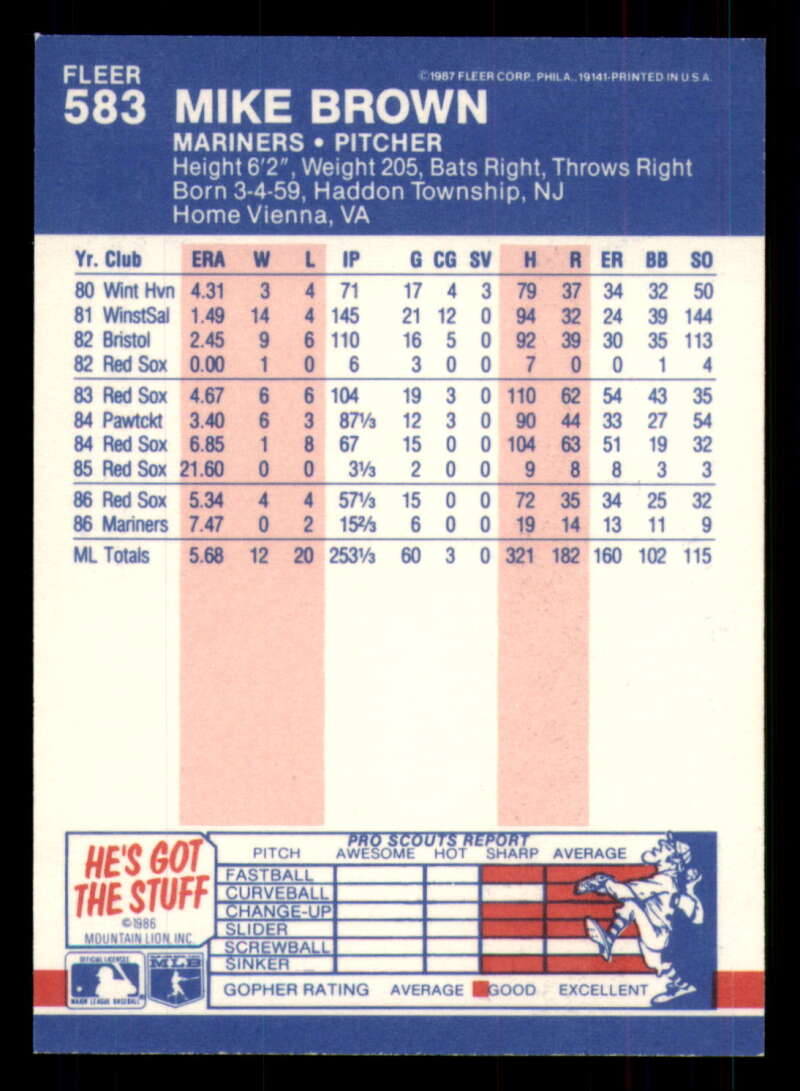 FLEER ©1987 FLEER CORP. PHILA., 19141-PRINTED IN U S A.
583 MIKE BROWN
MARINERS • PITCHER
Height 6'2", Weight 205, Bats Right, Throws Right
Born 3-4-59, Haddon Township, NJ
Home Vienna, VA
Yr. Club ERA W L IP G CG SV H R ER BB SO
80 Wint Hvn 4.31 3 4 71 17 4 3 79 37 34 32 50
81 WinstSal 1.49 14 4 145 21 12 0 94 32 24 39 144
82 Bristol 2.45 9 6 110 16 5 0 92 39 30 35 113
82 Red Sox 0.00 1 0 6 3 0 0 7 0 0 1 4
83 Red Sox 4.67 6 6 104 19 3 0 110 62 54 43 35
84 Pawtckt 3.40 6 3 87⅓ 12 3 0 90 44 33 27 54
84 Red Sox 6.85 1 8 67 15 0 0 104 63 51 19 32
85 Red Sox 21.60 0 0 3⅓ 2 0 0 9 8 8 3 3
86 Red Sox 5.34 4 4 57⅓ 15 0 0 72 35 34 25 32
86 Mariners 7.47 0 2 15⅔ 6 0 0 19 14 13 11 9
ML Totals 5.68 12 20 253⅓ 60 3 0 321 182 160 102 115
HE'S GOT
THE STUFF
©1986
MOUNTAIN LION, INC.
PRO SCOUTS REPORT
PITCH AWESOME HOT SHARP AVERAGE
FASTBALL
CURVEBALL
CHANGE-UP
SLIDER
SCREWBALL
SINKER
GOPHER RATING AVERAGE GOOD EXCELLENT
OFFICIAL LICENSEE
MAJOR LEAGUE BASEBALL
MLB